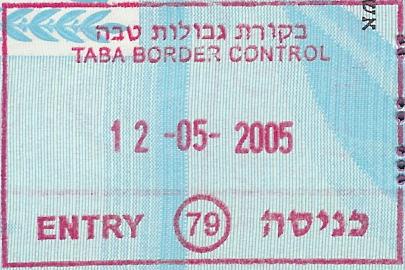 בקורת גבולות טבה
TABA BORDER CONTROL
12-05-2005
ENTRY 79 כניסה